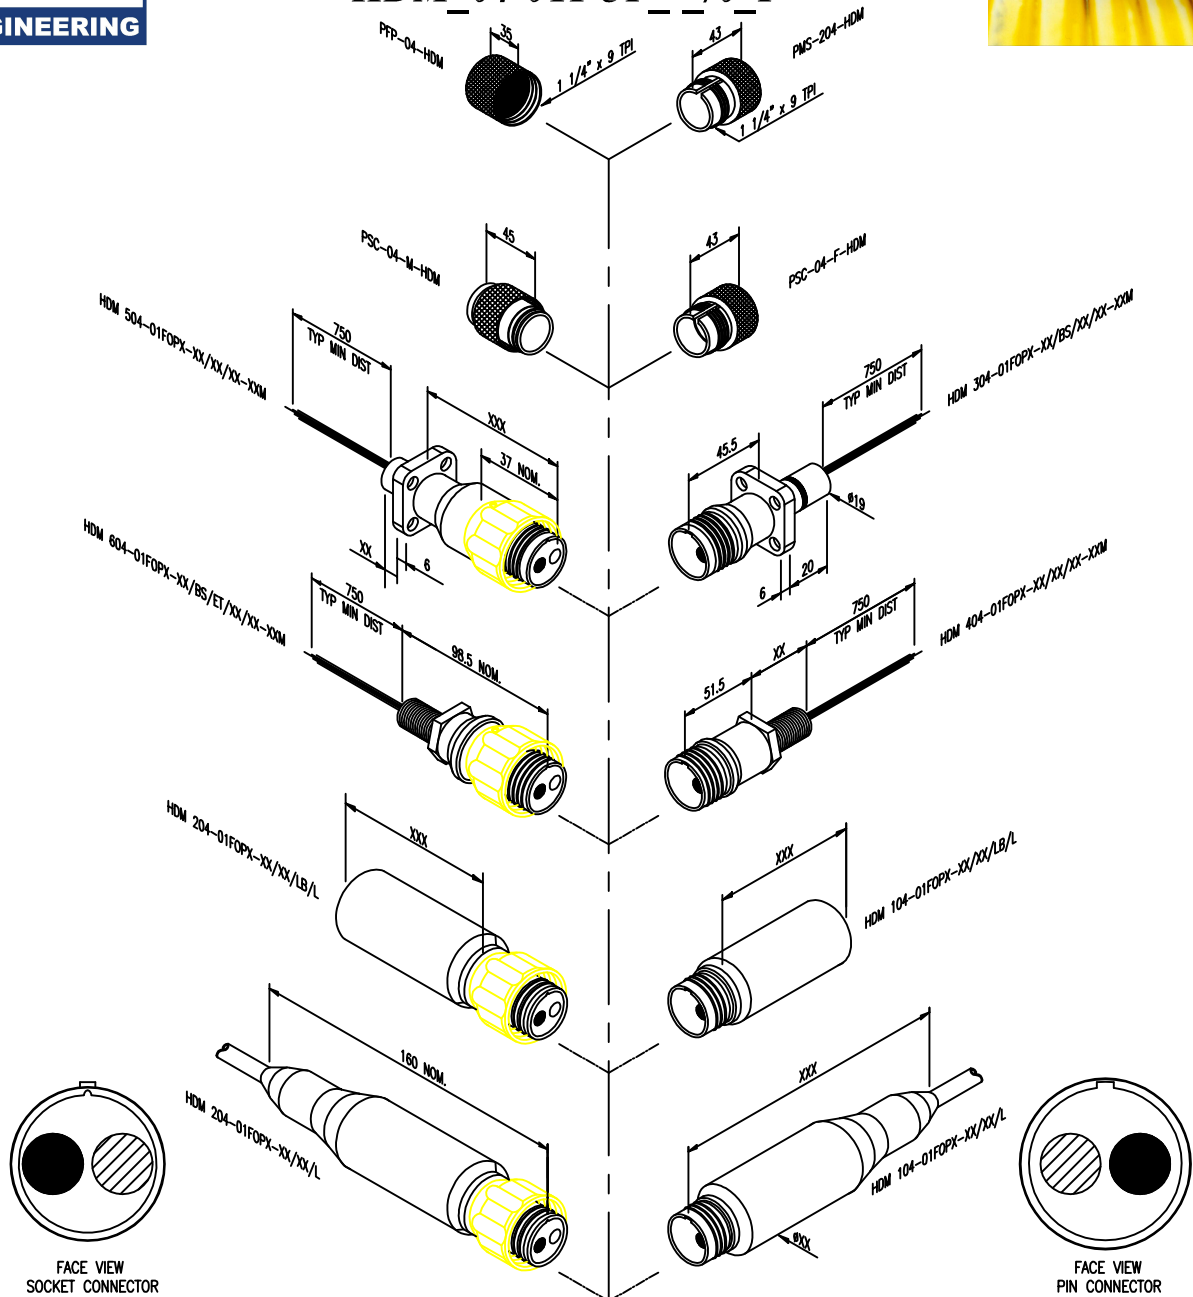 GINEERING
PFP-04-HDM
35
1 1/4" x 9 TPI
43
PMS-204-HDM
1 1/4" x 9 TPI
PSC-04-M-HDM
45
43
PSC-04-F-HDM
HDM 504-01FOPX-XX/XX/XX-XXM
750
TYP MIN DIST
XXX
37 NOM.
XX
6
750
TYP MIN DIST
HDM 304-01FOPX-XX/BS/XX/XX-XXM
45.5
ø19
20
6
HDM 604-01FOPX-XX/BS/ET/XX/XX-XXM
750
TYP MIN DIST
98.5 NOM.
750
TYP MIN DIST
HDM 404-01FOPX-XX/XX/XX-XXM
XX
51.5
HDM 204-01FOPX-XX/XX/LB/L
XXX
XXX
HDM 104-01FOPX-XX/XX/LB/L
160 NOM.
HDM 204-01FOPX-XX/XX/L
XXX
HDM 104-01FOPX-XX/XX/L
øXX
FACE VIEW
SOCKET CONNECTOR
FACE VIEW
PIN CONNECTOR